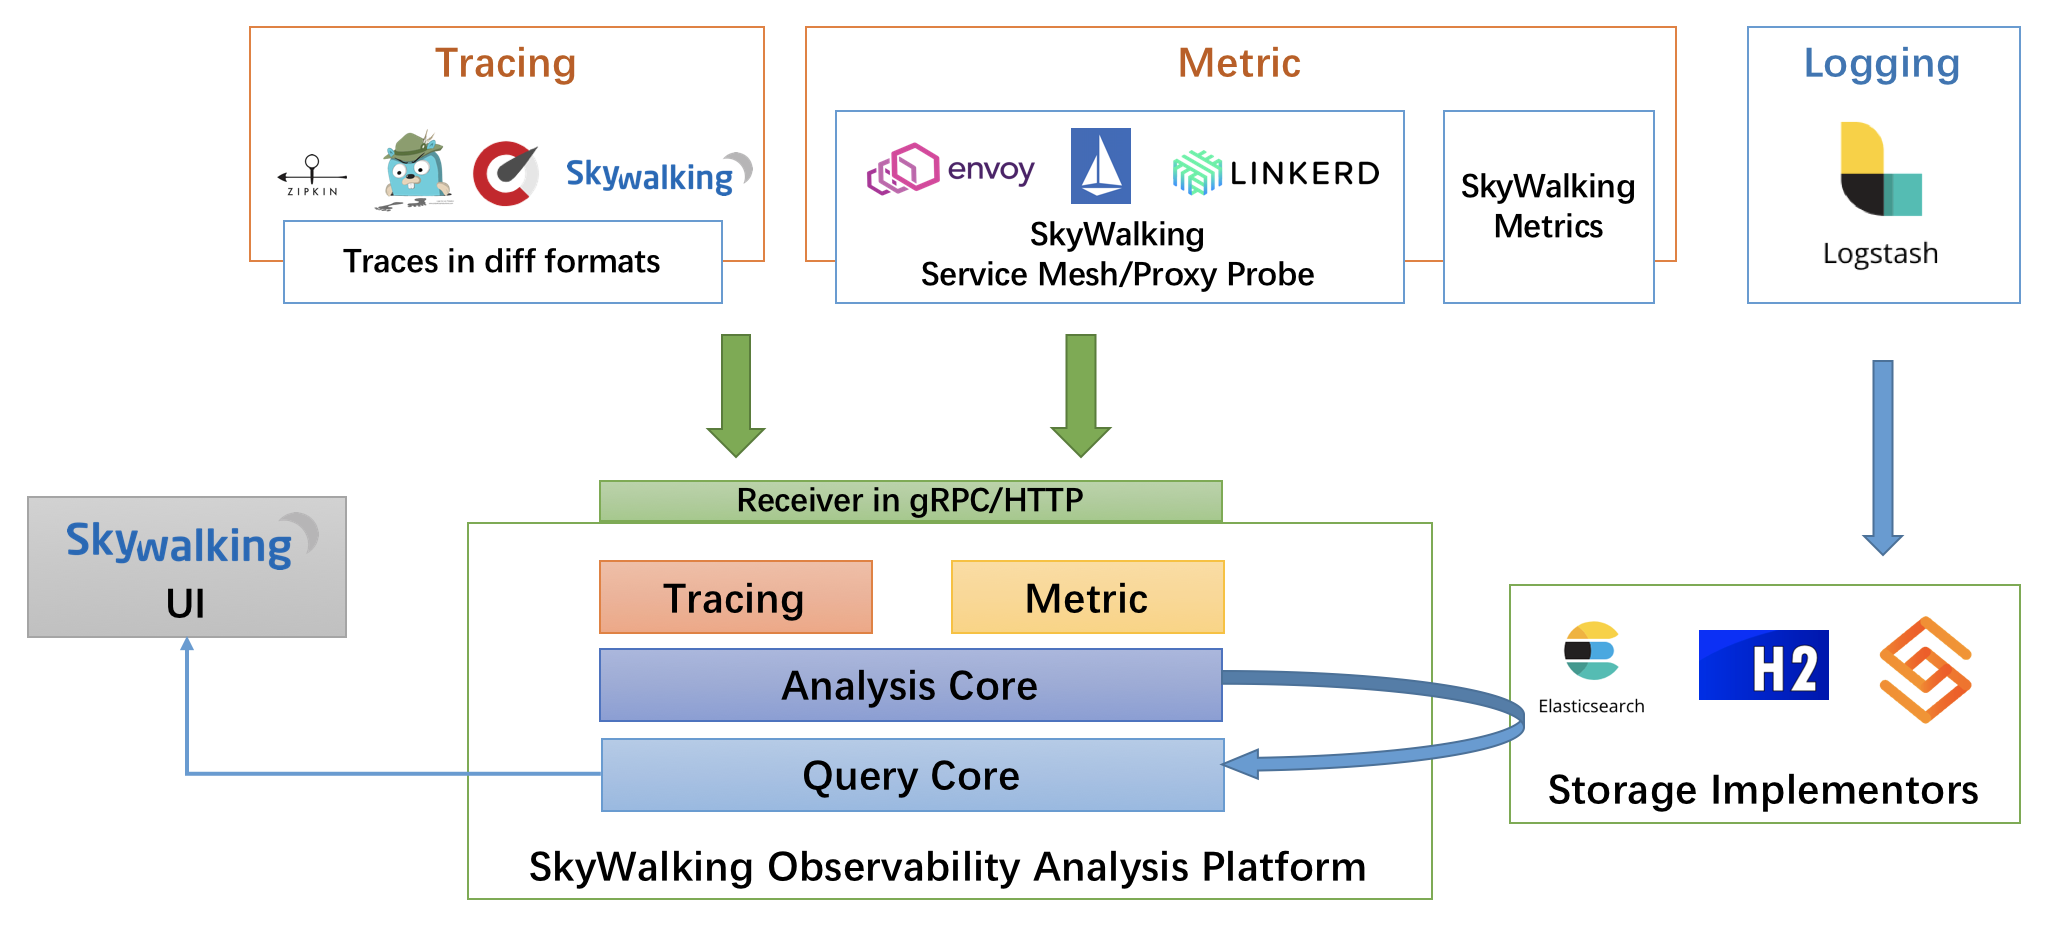 Tracing
ZIPKIN
Skywalking
Traces in diff formats
Metric
envoy
LINKERD
SkyWalking
Service Mesh/Proxy Probe
SkyWalking
Metrics
Logging
Logstash
Receiver in gRPC/HTTP
Skywalking
UI
Tracing
Metric
Analysis Core
Query Core
SkyWalking Observability Analysis Platform
Elasticsearch
H2
Storage Implementors